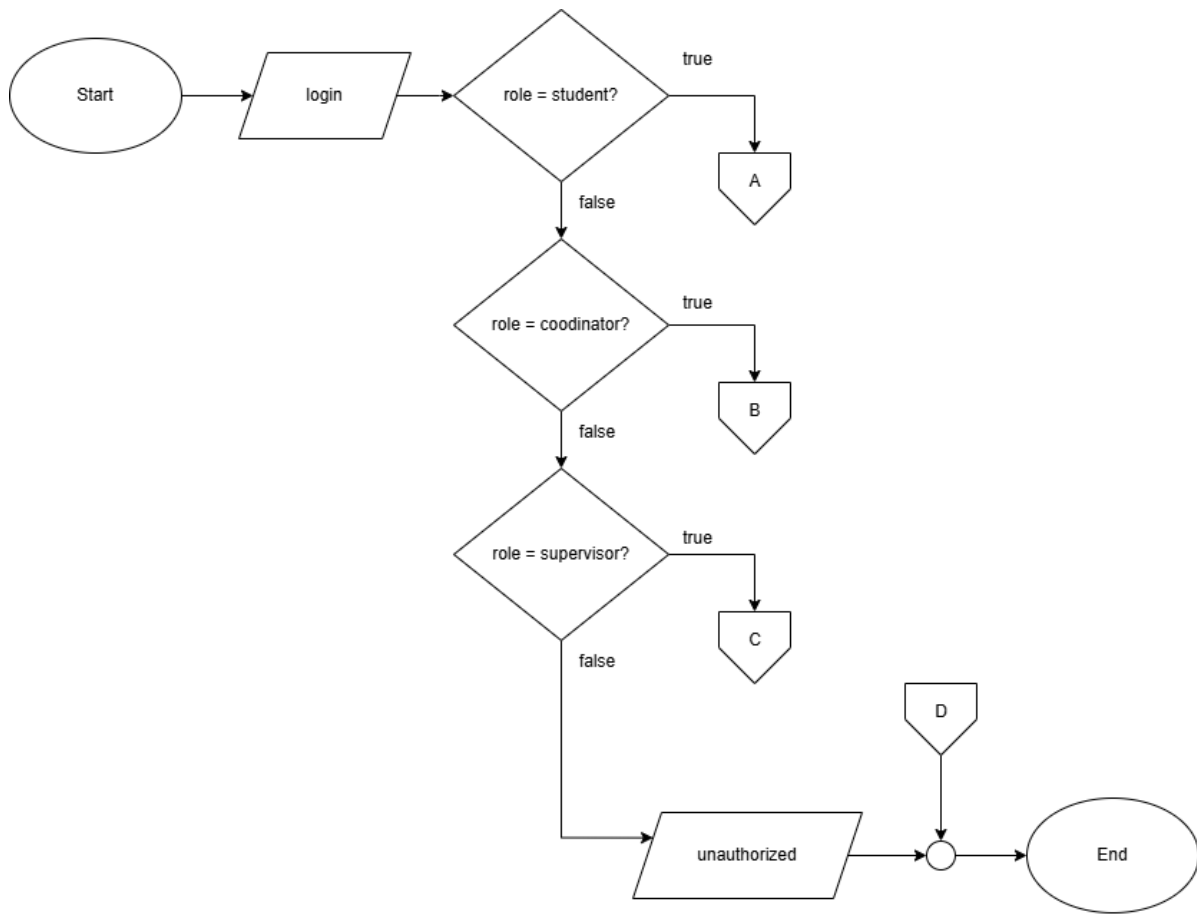 Start
login
role = student?
true
A
false
role = coodinator?
true
B
false
role = supervisor?
true
C
false
D
unauthorized
End